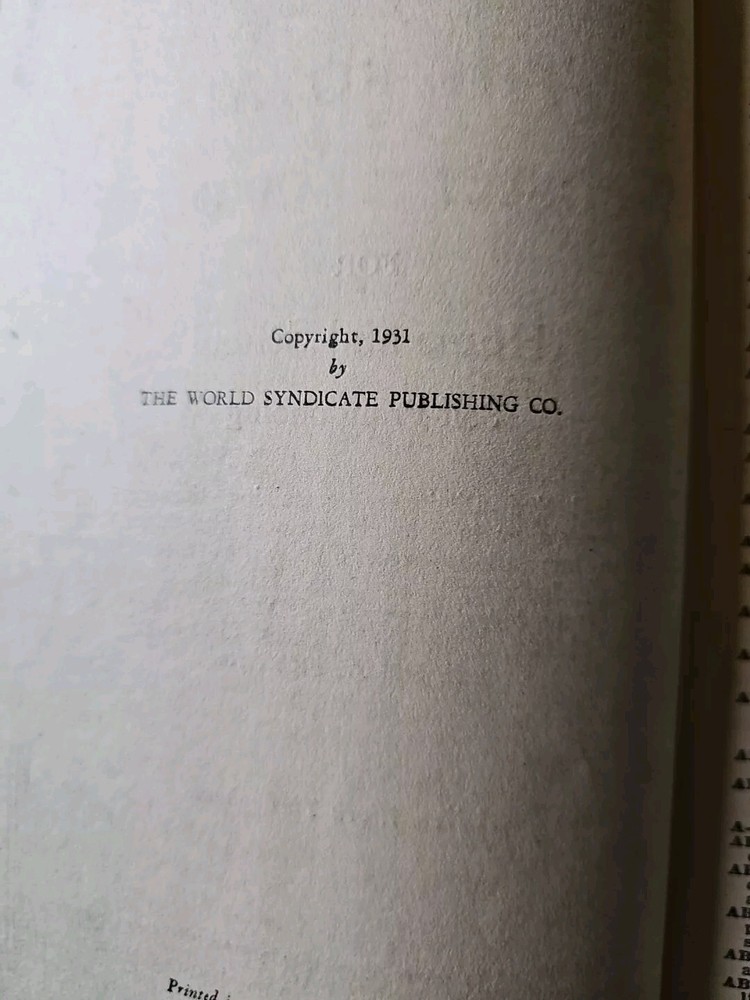 Copyright, 1931
by
THE WORLD SYNDICATE PUBLISHING CO.
Printed